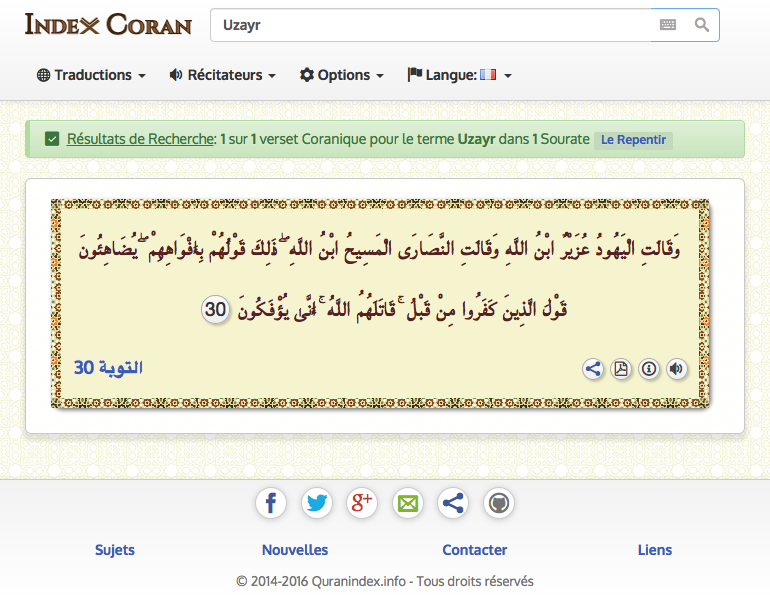 INDEX CORAN
Uzayr
Traductions
Récitateurs
Options
Langue:
Résultats de Recherche: 1 sur 1 verset Coranique pour le terme Uzayr dans 1 Sourate Le Repentir
وَقَالَتِ الْيَهُودُ عُزَيْرٌ ابْنُ اللَّهِ وَقَالَتِ النَّصَارَى الْمَسِيحُ ابْنُ اللَّهِ ۖ ذَٰلِكَ قَوْلُهُمْ بِأَفْوَاهِهِمْ ۖ يُضَاهِئُونَ
قَوْلَ الَّذِينَ كَفَرُوا مِنْ قَبْلُ ۚ قَاتَلَهُمُ اللَّهُ ۚ أَنَّىٰ يُؤْفَكُونَ 30
التوبة 30
f g+
Sujets
Nouvelles
Contacter
Liens
© 2014-2016 Quranindex.info - Tous droits réservés